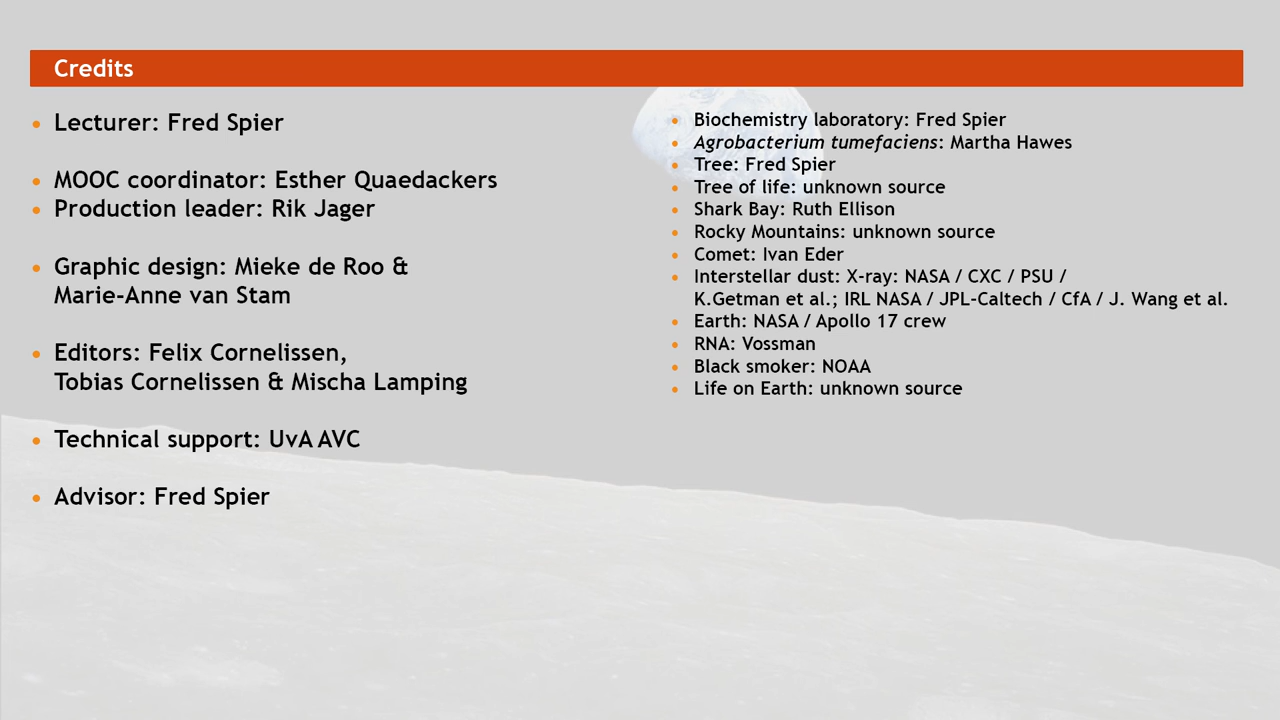 Credits
Lecturer: Fred Spier
MOOC coordinator: Esther Quaedackers
Production leader: Rik Jager
Graphic design: Mieke de Roo &
Marie-Anne van Stam
Editors: Felix Cornelissen,
Tobias Cornelissen & Mischa Lamping
Technical support: UvA AVC
Advisor: Fred Spier
Biochemistry laboratory: Fred Spier
Agrobacterium tumefaciens: Martha Hawes
Tree: Fred Spier
Tree of life: unknown source
Shark Bay: Ruth Ellison
Rocky Mountains: unknown source
Comet: Ivan Eder
Interstellar dust: X-ray: NASA / CXC / PSU /
K.Getman et al.; IRL NASA / JPL-Caltech / CfA / J. Wang et al.
Earth: NASA / Apollo 17 crew
RNA: Vossman
Black smoker: NOAA
Life on Earth: unknown source